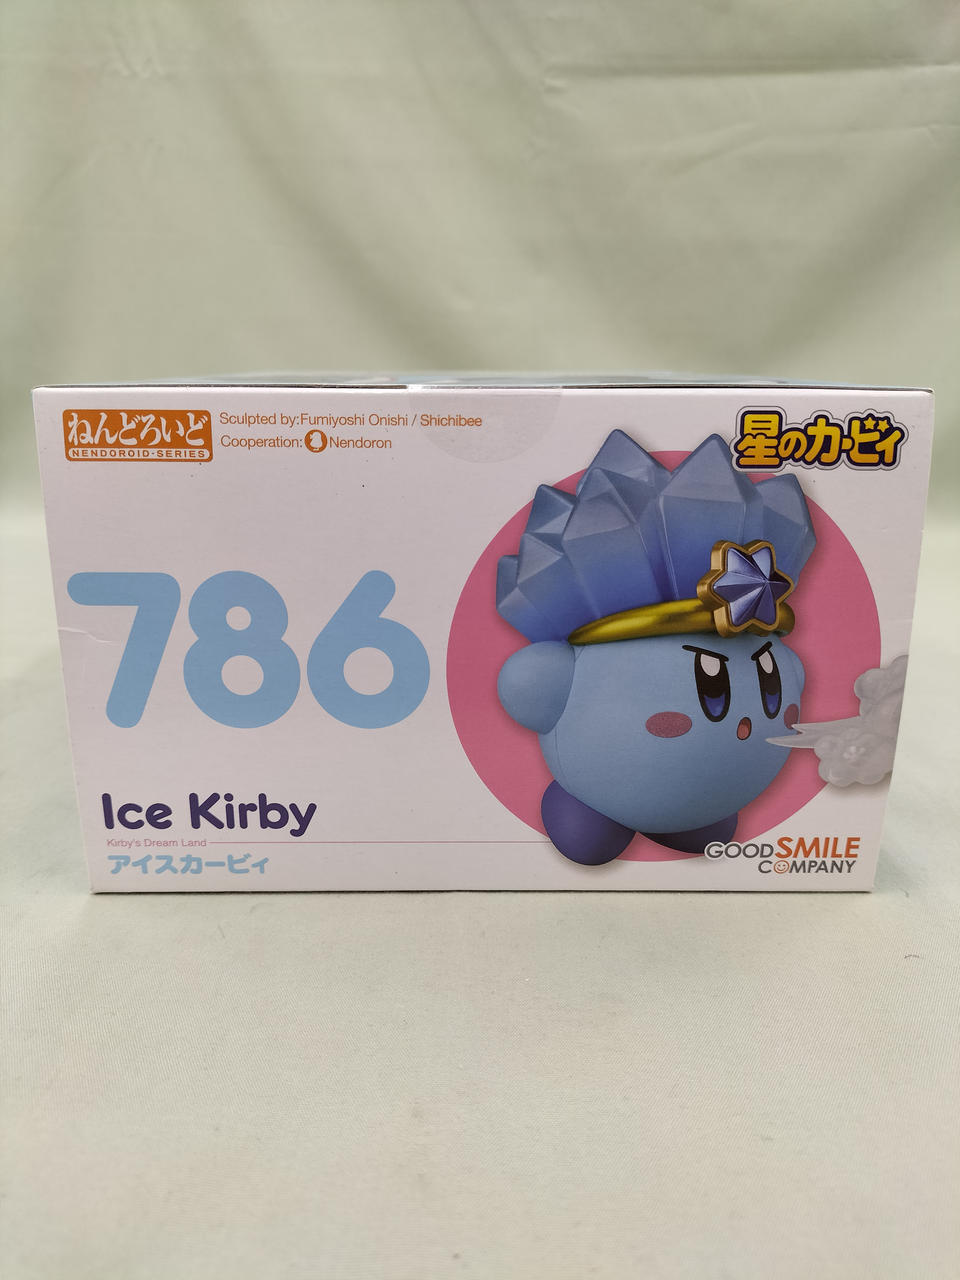 ねんどろいど
NENDOROID·SERIES
Sculpted by:Fumiyoshi Onishi / Shichibee
Cooperation: Nendoron
星のカービィ
786
Ice Kirby
Kirby's Dream Land
アイスカービィ
GOOD SMILE
COMPANY